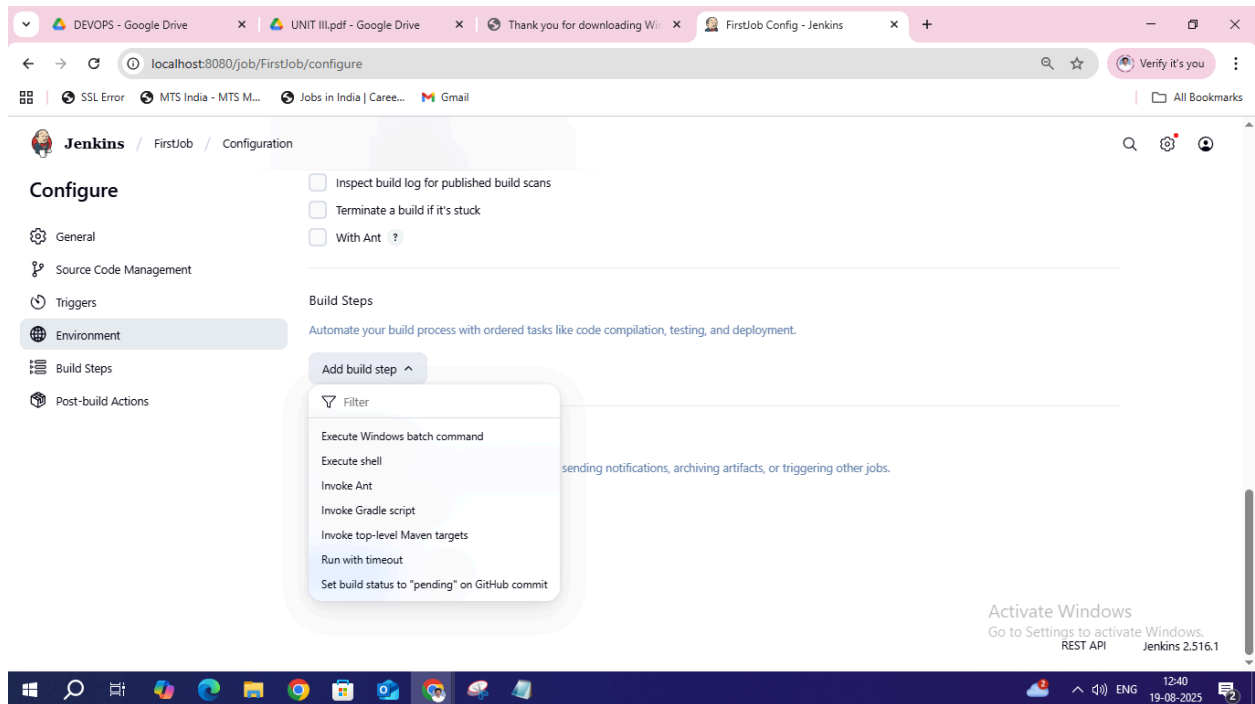 DEVOPS - Google Drive
UNIT III.pdf - Google Drive
Thank you for downloading Wi
FirstJob Config - Jenkins
localhost:8080/job/FirstJob/configure
Verify it's you
SSL Error
MTS India - MTS M...
Jobs in India | Caree...
Gmail
All Bookmarks
Jenkins / FirstJob / Configuration
Configure
General
Source Code Management
Triggers
Environment
Build Steps
Post-build Actions
Inspect build log for published build scans
Terminate a build if it's stuck
With Ant ?
Build Steps
Automate your build process with ordered tasks like code compilation, testing, and deployment.
Add build step
Filter
Execute Windows batch command
Execute shell
Invoke Ant
Invoke Gradle script
Invoke top-level Maven targets
Run with timeout
Set build status to "pending" on GitHub commit
sending notifications, archiving artifacts, or triggering other jobs.
Activate Windows
Go to Settings to activate Windows.
REST API
Jenkins 2.516.1
2
ENG
12:40
19-08-2025
2